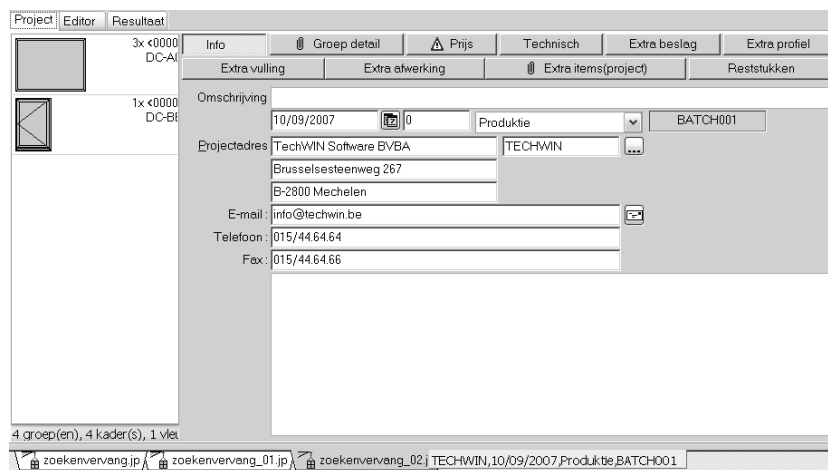 Project Editor Resultaat
3x <0000
DC-A(
1x <0000
DC-BE
Info Groep detail Prijs Technisch Extra beslag Extra profiel
Extra vulling Extra afwerking Extra items(project) Reststukken
Omschrijving
10/09/2007 0 Produktie BATCH001
Projectadres TechWIN Software BVBA TECHWIN ...
Brusselsesteenweg 267
B-2800 Mechelen
E-mail: info@techwin.be
Telefoon: 015/44.64.64
Fax: 015/44.64.66
4 groep(en), 4 kader(s), 1 vleu
zoekenvervang.jp zoekenvervang_01.jp zoekenvervang_02.j TECHWIN,10/09/2007,Produktie,BATCH001